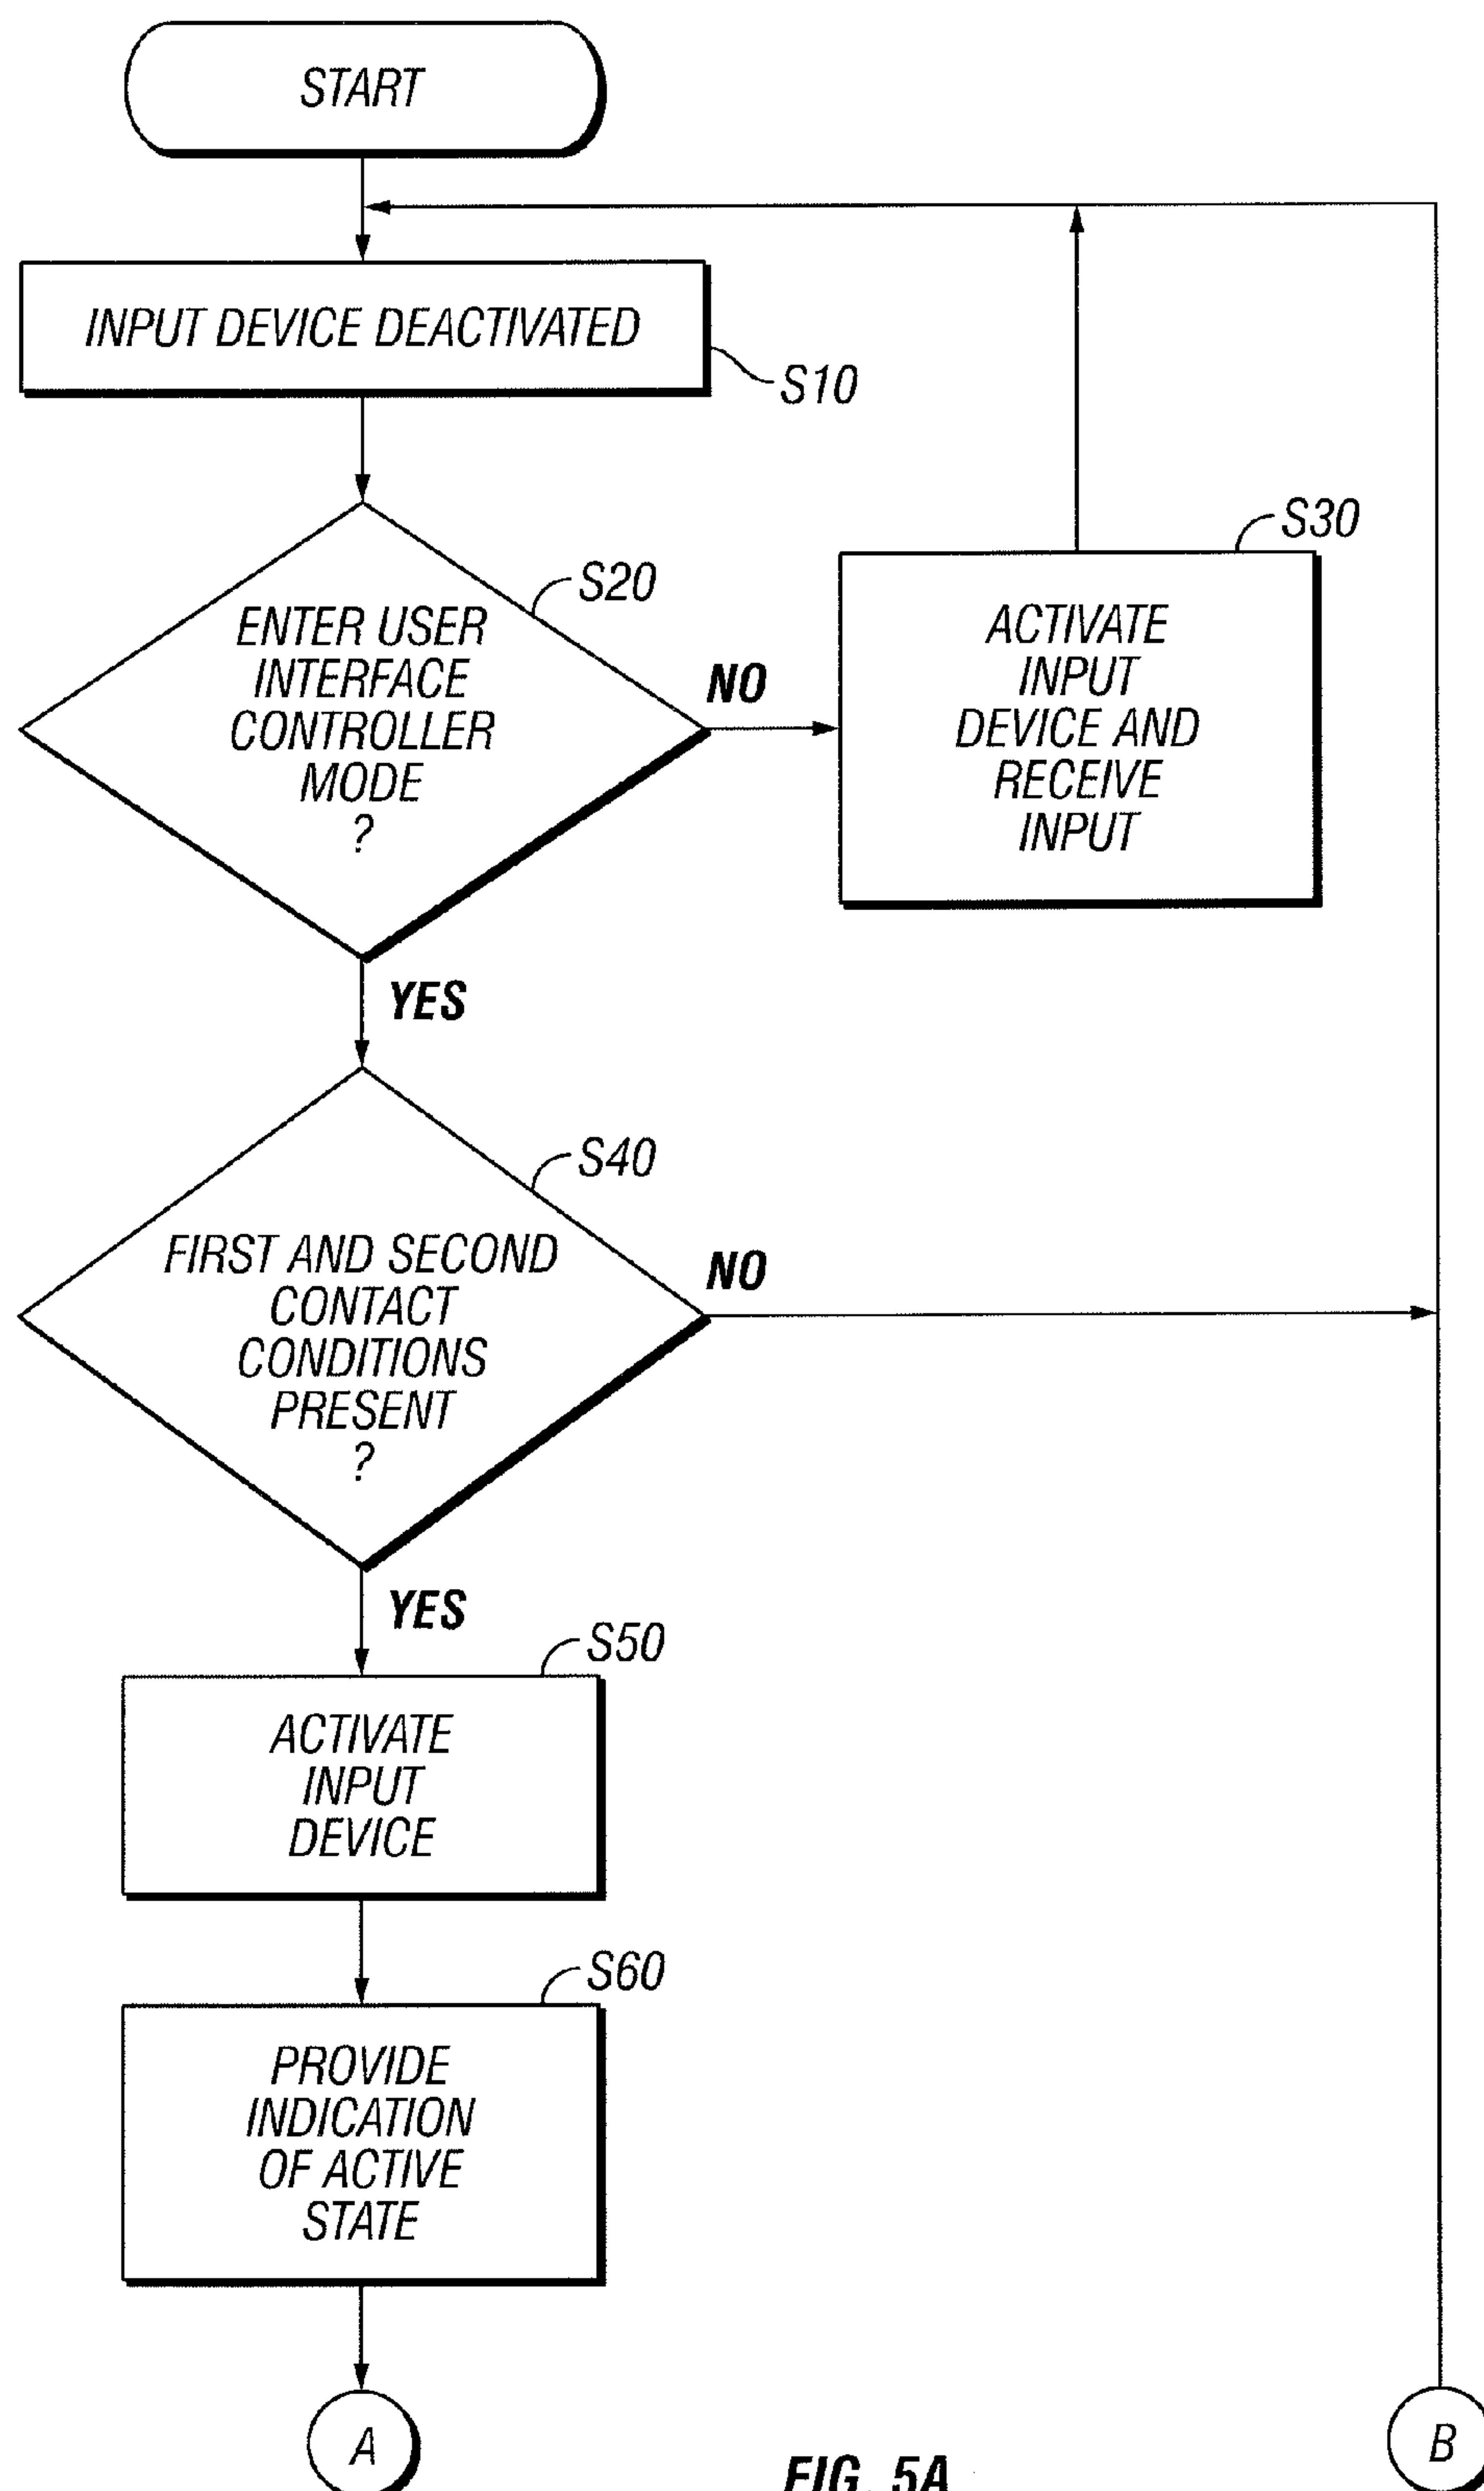 START
INPUT DEVICE DEACTIVATED
S10
S20
ENTER USER
INTERFACE
CONTROLLER
MODE
?
NO
S30
ACTIVATE
INPUT
DEVICE AND
RECEIVE
INPUT
YES
S40
FIRST AND SECOND
CONTACT
CONDITIONS
PRESENT
?
NO
YES
S50
ACTIVATE
INPUT
DEVICE
S60
PROVIDE
INDICATION
OF ACTIVE
STATE
A
B
FIG. 5A